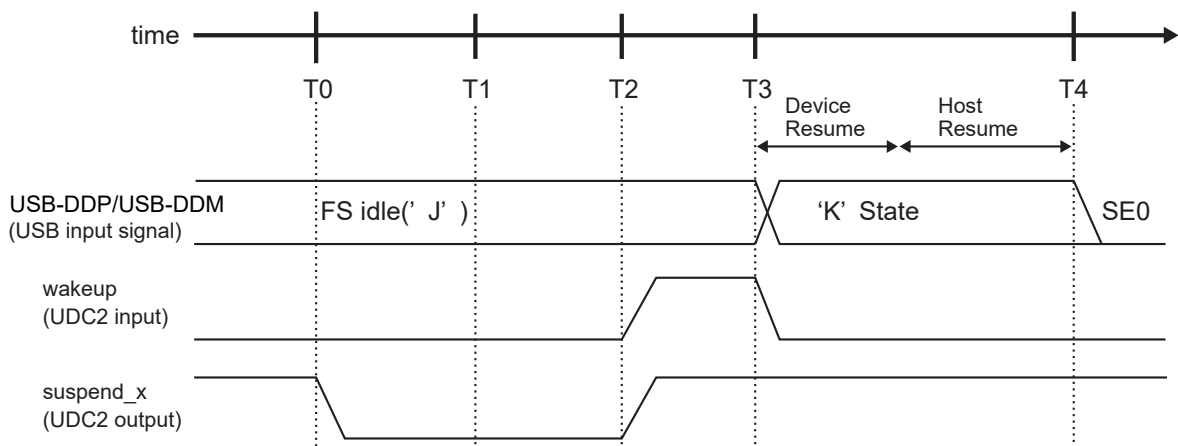 time
T0
T1
T2
T3
T4
Device
Resume
Host
Resume
USB-DDP/USB-DDM
(USB input signal)
FS idle(’ J’ )
‘K’ State
SE0
wakeup
(UDC2 input)
suspend_x
(UDC2 output)